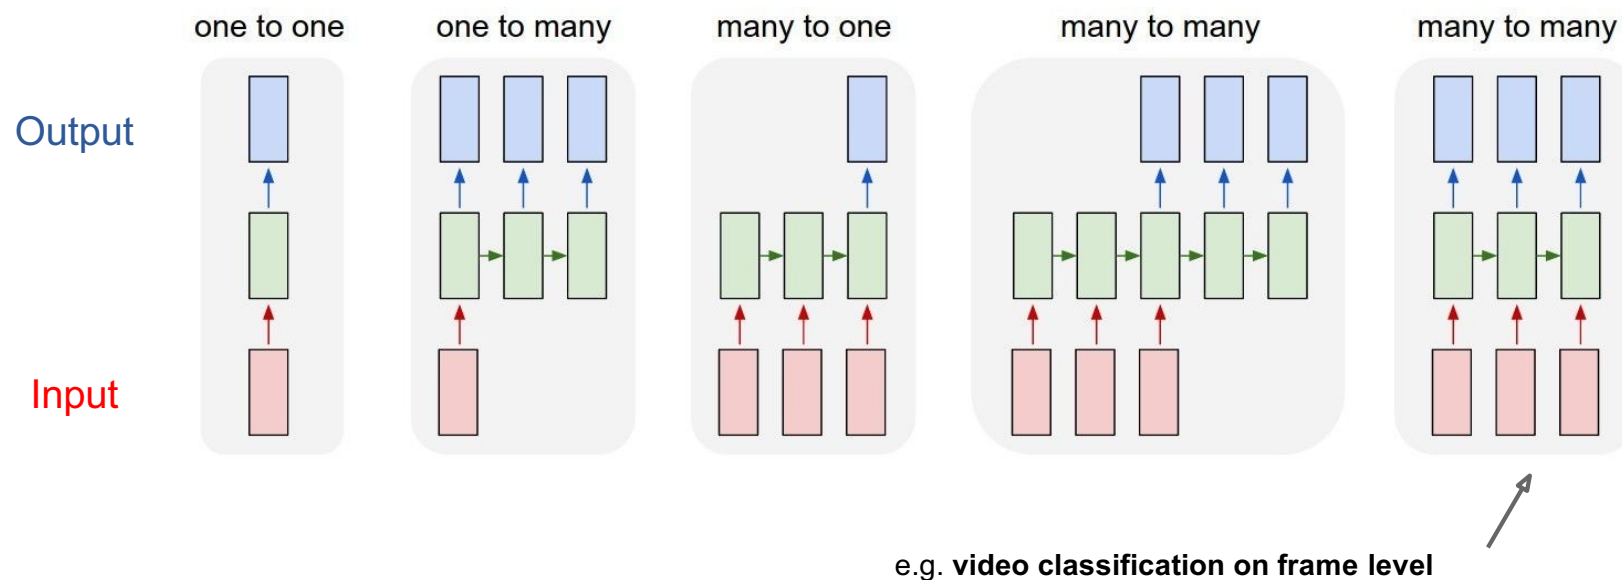 one to one
one to many
many to one
many to many
many to many
Output
Input
e.g. video classification on frame level